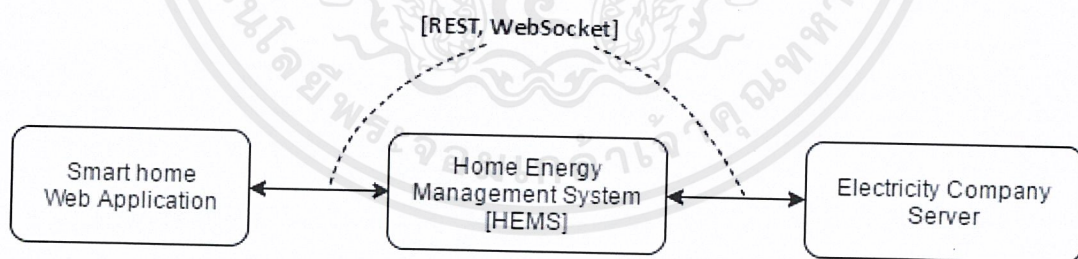 [REST, WebSocket]
Smart home
Web Application
Home Energy
Management System
[HEMS]
Electricity Company
Server